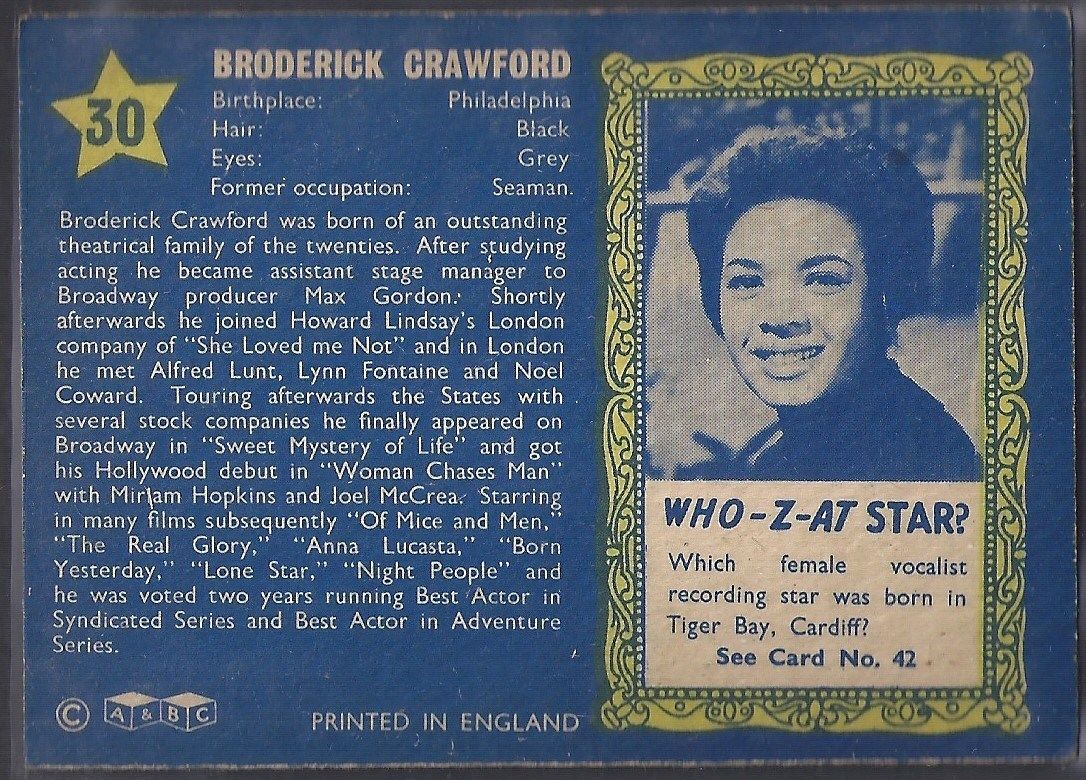 30
BRODERICK CRAWFORD
Birthplace: Philadelphia
Hair: Black
Eyes: Grey
Former occupation: Seaman.
Broderick Crawford was born of an outstanding
theatrical family of the twenties. After studying
acting he became assistant stage manager to
Broadway producer Max Gordon. Shortly
afterwards he joined Howard Lindsay's London
company of "She Loved me Not" and in London
he met Alfred Lunt, Lynn Fontaine and Noel
Coward. Touring afterwards the States with
several stock companies he finally appeared on
Broadway in "Sweet Mystery of Life" and got
his Hollywood debut in "Woman Chases Man"
with Miriam Hopkins and Joel McCrea. Starring
in many films subsequently "Of Mice and Men,"
"The Real Glory," "Anna Lucasta," "Born
Yesterday," "Lone Star," "Night People" and
he was voted two years running Best Actor in
Syndicated Series and Best Actor in Adventure
Series.
© A & B C
PRINTED IN ENGLAND
WHO-Z-AT STAR?
Which female vocalist
recording star was born in
Tiger Bay, Cardiff?
See Card No. 42